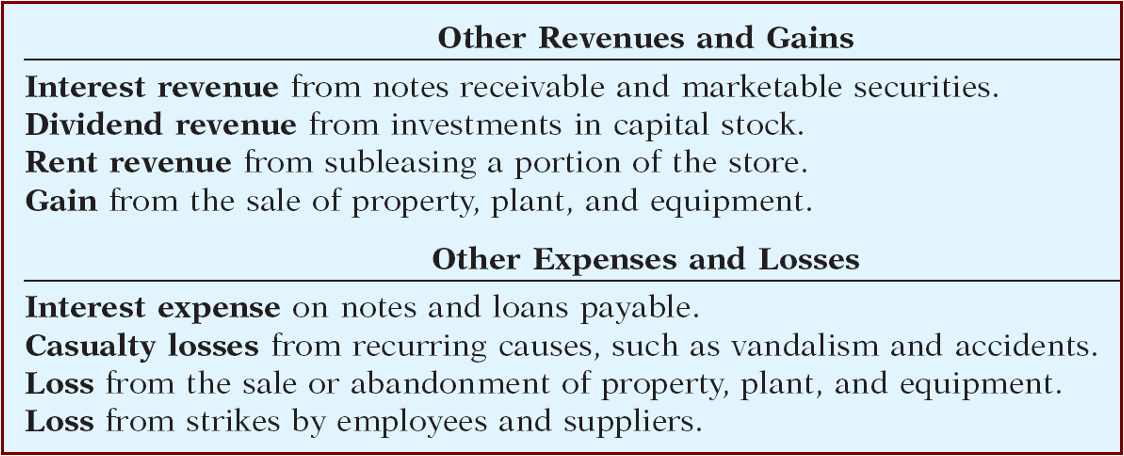 Other Revenues and Gains
Interest revenue from notes receivable and marketable securities.
Dividend revenue from investments in capital stock.
Rent revenue from subleasing a portion of the store.
Gain from the sale of property, plant, and equipment.
Other Expenses and Losses
Interest expense on notes and loans payable.
Casualty losses from recurring causes, such as vandalism and accidents.
Loss from the sale or abandonment of property, plant, and equipment.
Loss from strikes by employees and suppliers.